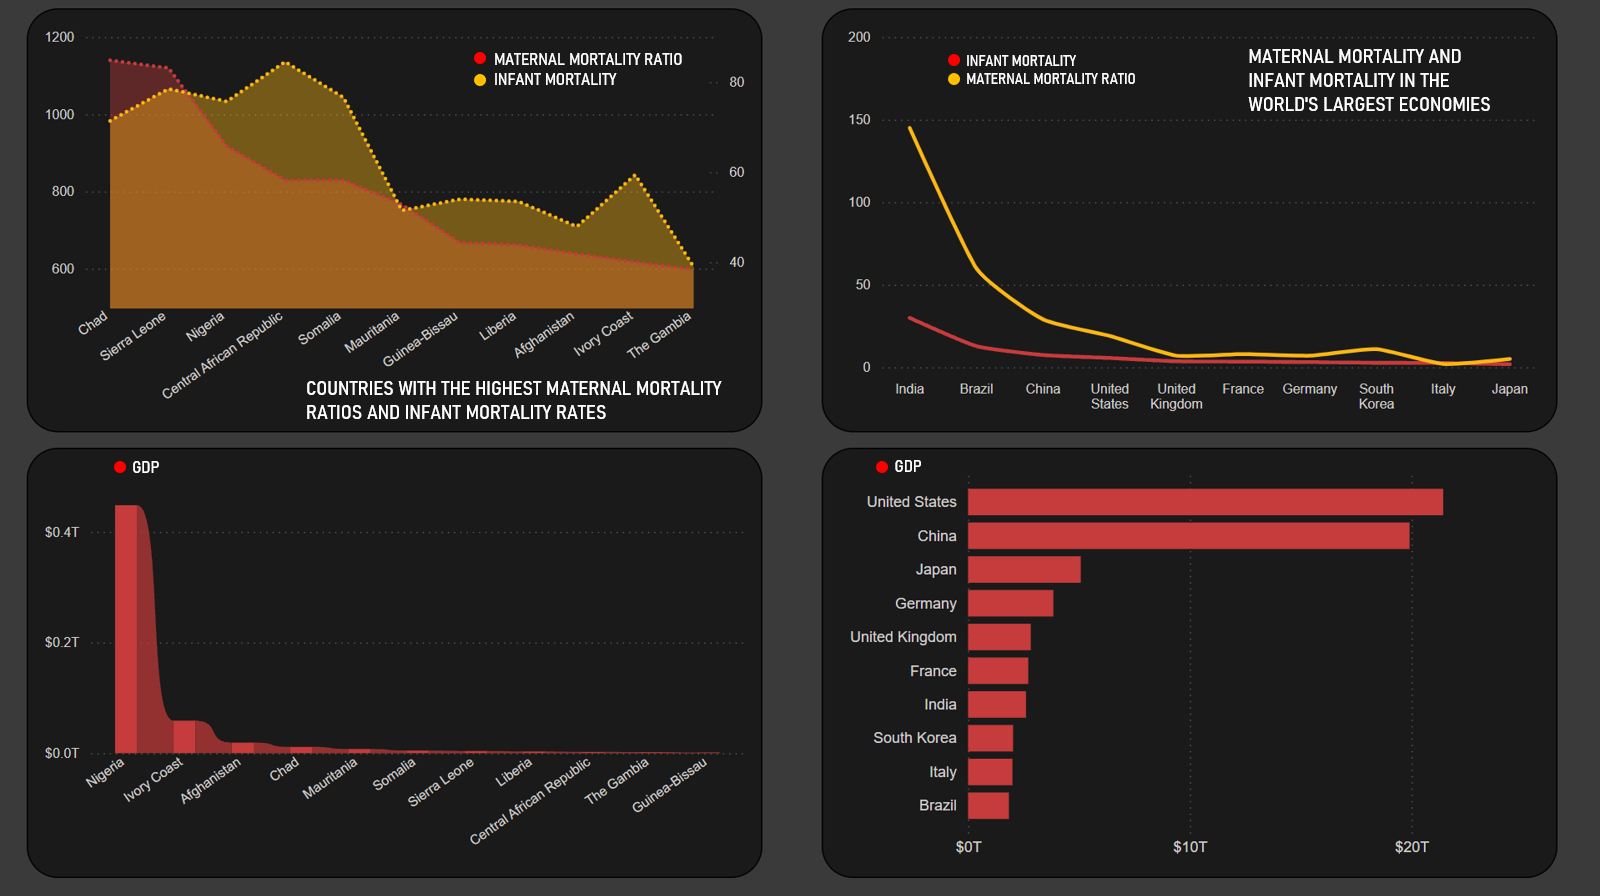 1200
1000
800
600
80
60
40
MATERNAL MORTALITY RATIO
INFANT MORTALITY
Chad
Sierra Leone
Nigeria
Central African Republic
Somalia
Mauritania
Guinea-Bissau
Liberia
Afghanistan
Ivory Coast
The Gambia
COUNTRIES WITH THE HIGHEST MATERNAL MORTALITY
RATIOS AND INFANT MORTALITY RATES
200
150
100
50
0
INFANT MORTALITY
MATERNAL MORTALITY RATIO
MATERNAL MORTALITY AND
INFANT MORTALITY IN THE
WORLD'S LARGEST ECONOMIES
India
Brazil
China
United
States
United
Kingdom
France
Germany
South
Korea
Italy
Japan
GDP
$0.4T
$0.2T
$0.0T
Nigeria
Ivory Coast
Afghanistan
Chad
Mauritania
Somalia
Sierra Leone
Liberia
Central African Republic
The Gambia
Guinea-Bissau
GDP
United States
China
Japan
Germany
United Kingdom
France
India
South Korea
Italy
Brazil
$0T
$10T
$20T